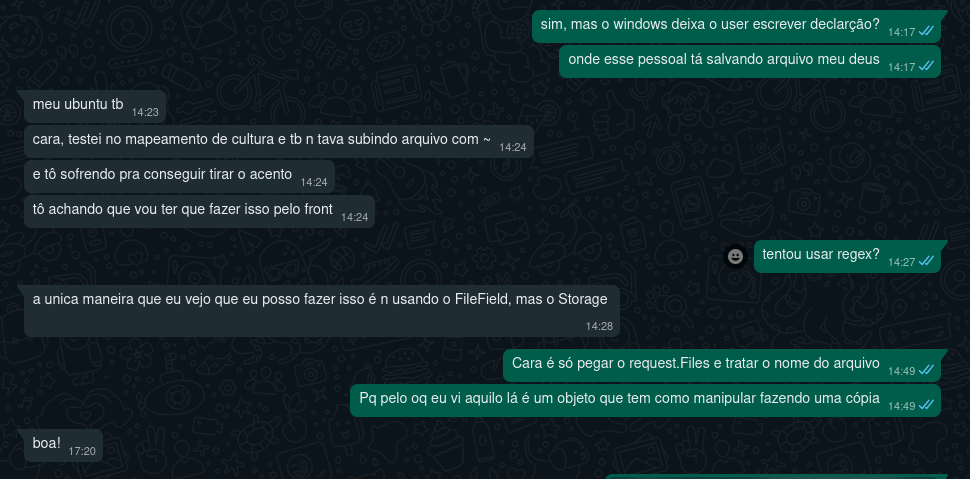 sim, mas o windows deixa o user escrever declarção? 14:17
onde esse pessoal tá salvando arquivo meu deus 14:17
meu ubuntu tb 14:23
cara, testei no mapeamento de cultura e tb n tava subindo arquivo com ~ 14:24
e tô sofrendo pra conseguir tirar o acento 14:24
tô achando que vou ter que fazer isso pelo front 14:24
tentou usar regex? 14:27
a unica maneira que eu vejo que eu posso fazer isso é n usando o FileField, mas o Storage
14:28
Cara é só pegar o request.Files e tratar o nome do arquivo 14:49
Pq pelo oq eu vi aquilo lá é um objeto que tem como manipular fazendo uma cópia 14:49
boa! 17:20